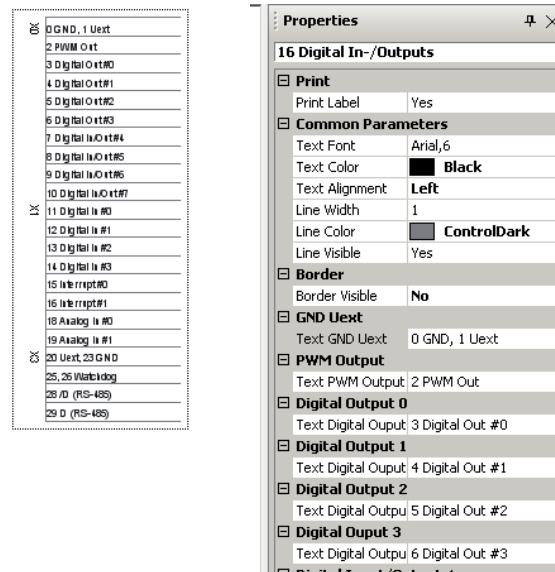 X0
0 GND, 1 Uext
2 PWM Out
3 Digital Out#0
4 Digital Out#1
5 Digital Out#2
6 Digital Out#3
7 Digital In/Out#4
8 Digital In/Out#5
9 Digital In/Out#6
10 Digital In/Out#7
X1
11 Digital In #0
12 Digital In #1
13 Digital In #2
14 Digital In #3
15 Interrupt#0
16 Interrupt#1
18 Analog In #0
19 Analog In #1
X2
20 Uext, 23 GND
25, 26 Watchdog
28 /D (RS-485)
29 D (RS-485)
Properties
16 Digital In-/Outputs
Print
Print Label Yes
Common Parameters
Text Font Arial,6
Text Color Black
Text Alignment Left
Line Width 1
Line Color ControlDark
Line Visible Yes
Border
Border Visible No
GND Uext
Text GND Uext 0 GND, 1 Uext
PWM Output
Text PWM Output 2 PWM Out
Digital Output 0
Text Digital Ouput 3 Digital Out #0
Digital Output 1
Text Digital Ouput 4 Digital Out #1
Digital Output 2
Text Digital Outpu 5 Digital Out #2
Digital Ouput 3
Text Digital Outpu 6 Digital Out #3